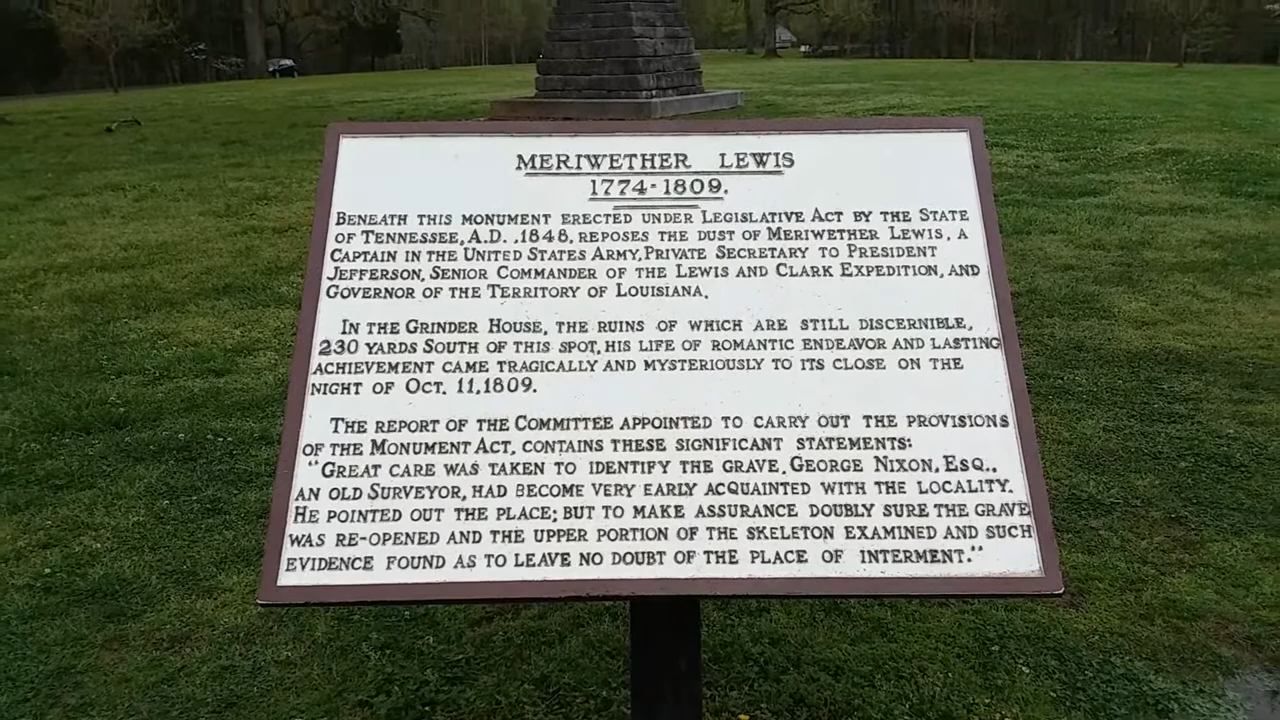 MERIWETHER LEWIS
1774-1809.
BENEATH THIS MONUMENT ERECTED UNDER LEGISLATIVE ACT BY THE STATE
OF TENNESSEE, A.D. ,1848, REPOSES THE DUST OF MERIWETHER LEWIS, A
CAPTAIN IN THE UNITED STATES ARMY, PRIVATE SECRETARY TO PRESIDENT
JEFFERSON, SENIOR COMMANDER OF THE LEWIS AND CLARK EXPEDITION, AND
GOVERNOR OF THE TERRITORY OF LOUISIANA.
IN THE GRINDER HOUSE, THE RUINS OF WHICH ARE STILL DISCERNIBLE,
230 YARDS SOUTH OF THIS SPOT, HIS LIFE OF ROMANTIC ENDEAVOR AND LASTING
ACHIEVEMENT CAME TRAGICALLY AND MYSTERIOUSLY TO ITS CLOSE ON THE
NIGHT OF OCT. 11,1809.
THE REPORT OF THE COMMITTEE APPOINTED TO CARRY OUT THE PROVISIONS
OF THE MONUMENT ACT, CONTAINS THESE SIGNIFICANT STATEMENTS:
"GREAT CARE WAS TAKEN TO IDENTIFY THE GRAVE. GEORGE NIXON, ESQ.,
AN OLD SURVEYOR, HAD BECOME VERY EARLY ACQUAINTED WITH THE LOCALITY.
HE POINTED OUT THE PLACE; BUT TO MAKE ASSURANCE DOUBLY SURE THE GRAVE
WAS RE-OPENED AND THE UPPER PORTION OF THE SKELETON EXAMINED AND SUCH
EVIDENCE FOUND AS TO LEAVE NO DOUBT OF THE PLACE OF INTERMENT."